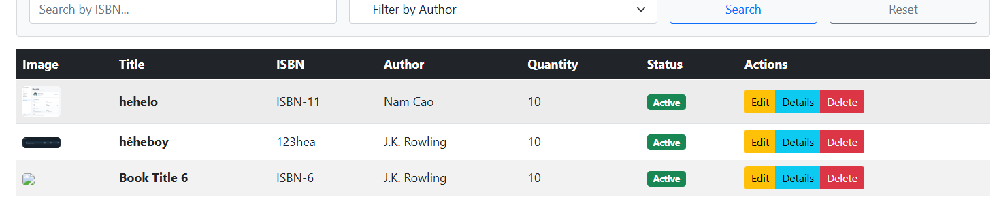 Search by ISBN... -- Filter by Author -- Search Reset
Image Title ISBN Author Quantity Status Actions
hehelo ISBN-11 Nam Cao 10 Active Edit Details Delete
hêheboy 123hea J.K. Rowling 10 Active Edit Details Delete
Book Title 6 ISBN-6 J.K. Rowling 10 Active Edit Details Delete